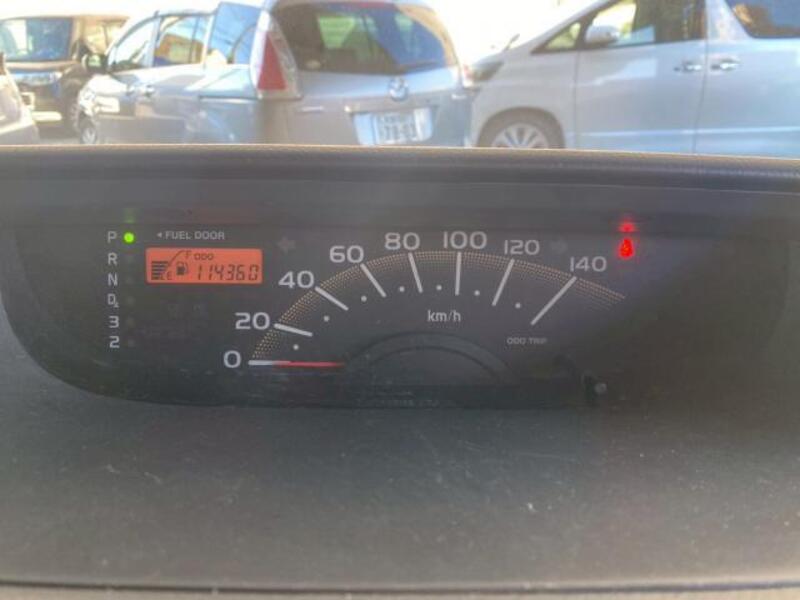 P
R
N
D4
3
2
◄ FUEL DOOR
F ODO
E 114360
0
20
40
60
80
100
120
140
km/h
ODO TRIP